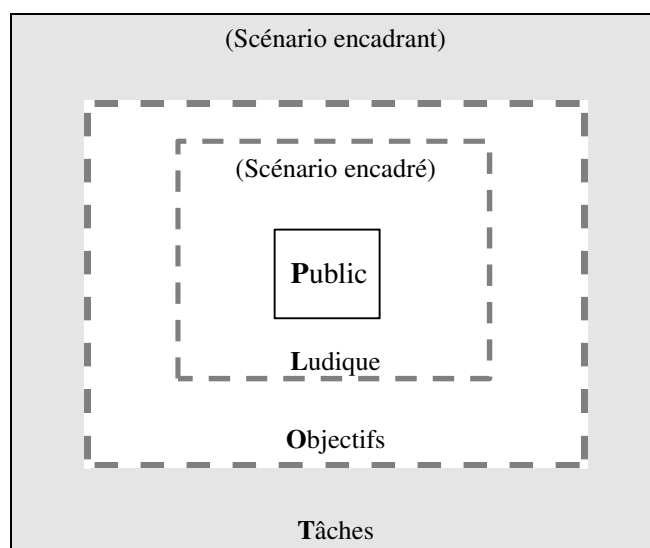 (Scénario encadrant)
(Scénario encadré)
Public
Ludique
Objectifs
Tâches